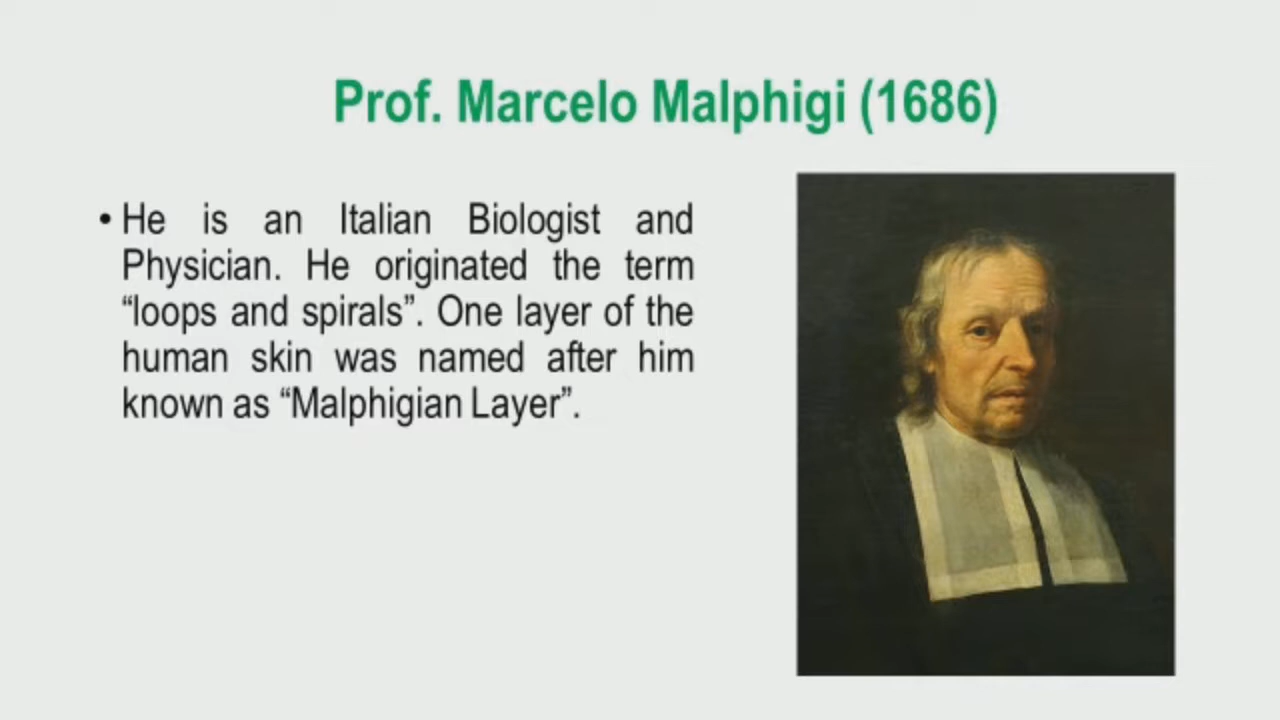 Prof. Marcelo Malphigi (1686)
• He is an Italian Biologist and
Physician. He originated the term
“loops and spirals”. One layer of the
human skin was named after him
known as “Malphigian Layer”.